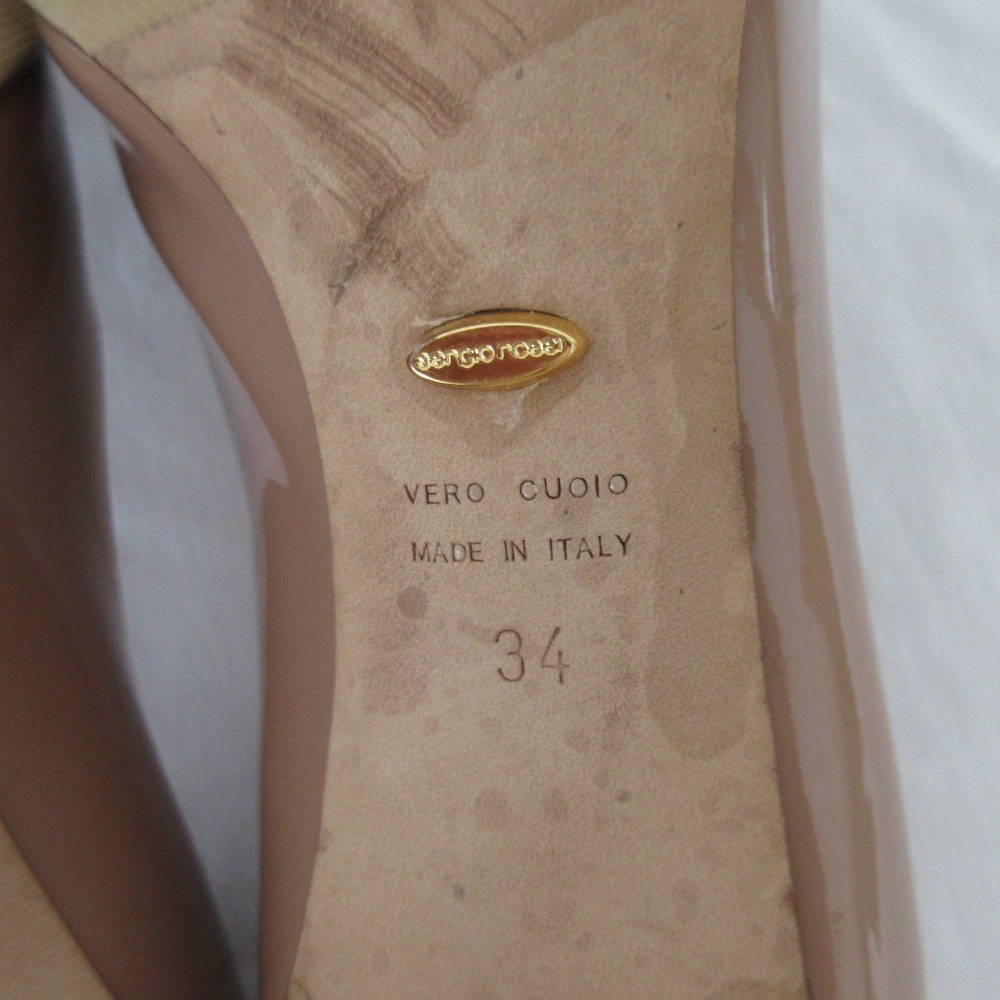 sergio rossi
VERO CUOIO
MADE IN ITALY
34